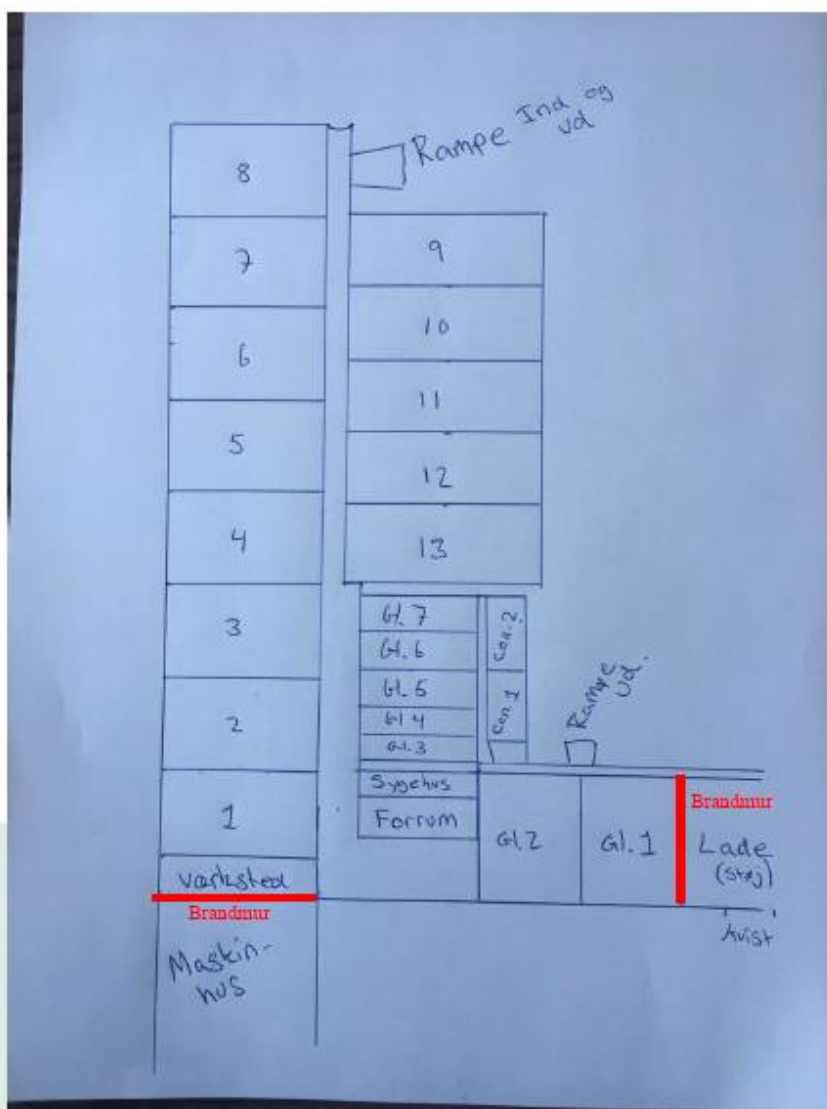 Rampe Ind og
ud
8
7
6
5
4
3
2
1
Værksted
Brandmur
Maskin-
hus
9
10
11
12
13
Gl. 7
Gl. 6
Gl. 5
Gl 4
Gl. 3
Sygehus
Forrum
Con. 2.
Con. 1
Rampe
Ud.
Gl. 2
Gl. 1
Brandmur
Lade
(Støj)
Kvist